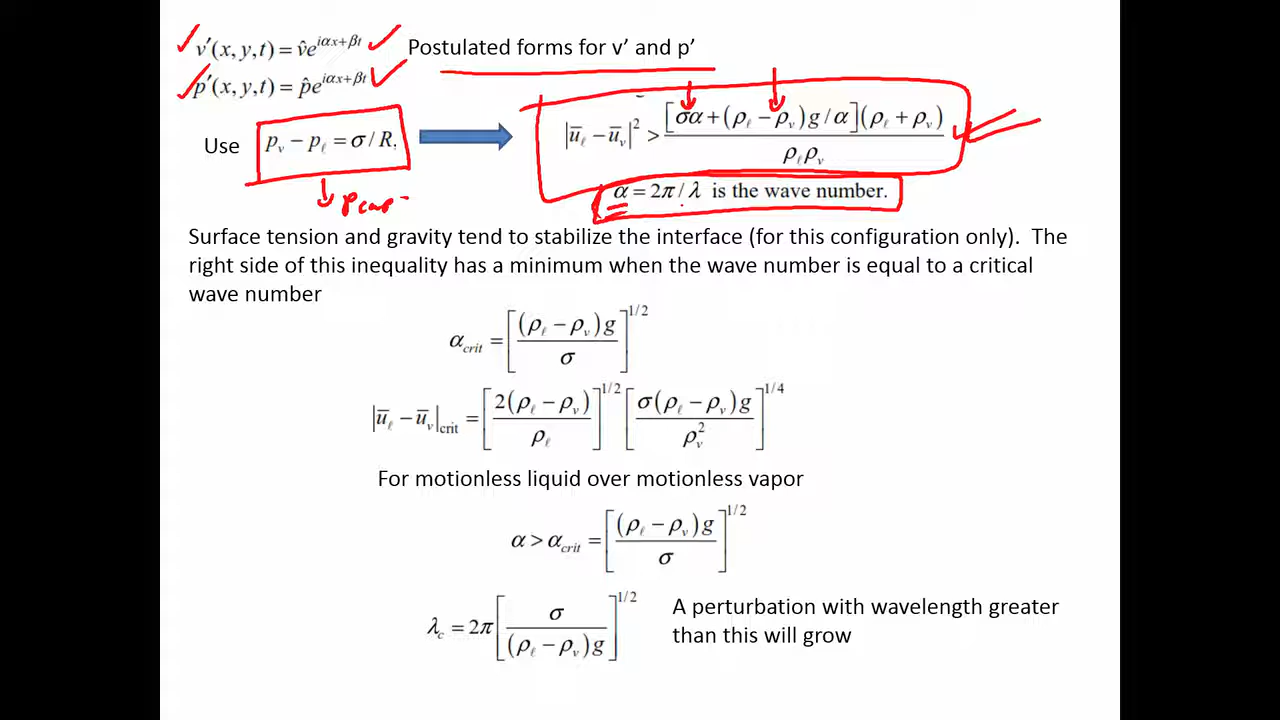 v′(x, y, t) = v̂e^{iαx+βt} Postulated forms for v’ and p’
p′(x, y, t) = p̂e^{iαx+βt}
Use p_v − p_ℓ = σ / R, |ū_ℓ − ū_v|² > [σα + (ρ_ℓ − ρ_v)g / α](ρ_ℓ + ρ_v) / ρ_ℓρ_v
α = 2π / λ is the wave number.
Surface tension and gravity tend to stabilize the interface (for this configuration only). The
right side of this inequality has a minimum when the wave number is equal to a critical
wave number
α_crit = [(ρ_ℓ − ρ_v)g / σ]^{1/2}
|ū_ℓ − ū_v|_crit = [2(ρ_ℓ − ρ_v) / ρ_ℓ]^{1/2} [σ(ρ_ℓ − ρ_v)g / ρ_v²]^{1/4}
For motionless liquid over motionless vapor
α > α_crit = [(ρ_ℓ − ρ_v)g / σ]^{1/2}
λ_c = 2π[σ / (ρ_ℓ − ρ_v)g]^{1/2} A perturbation with wavelength greater
than this will grow